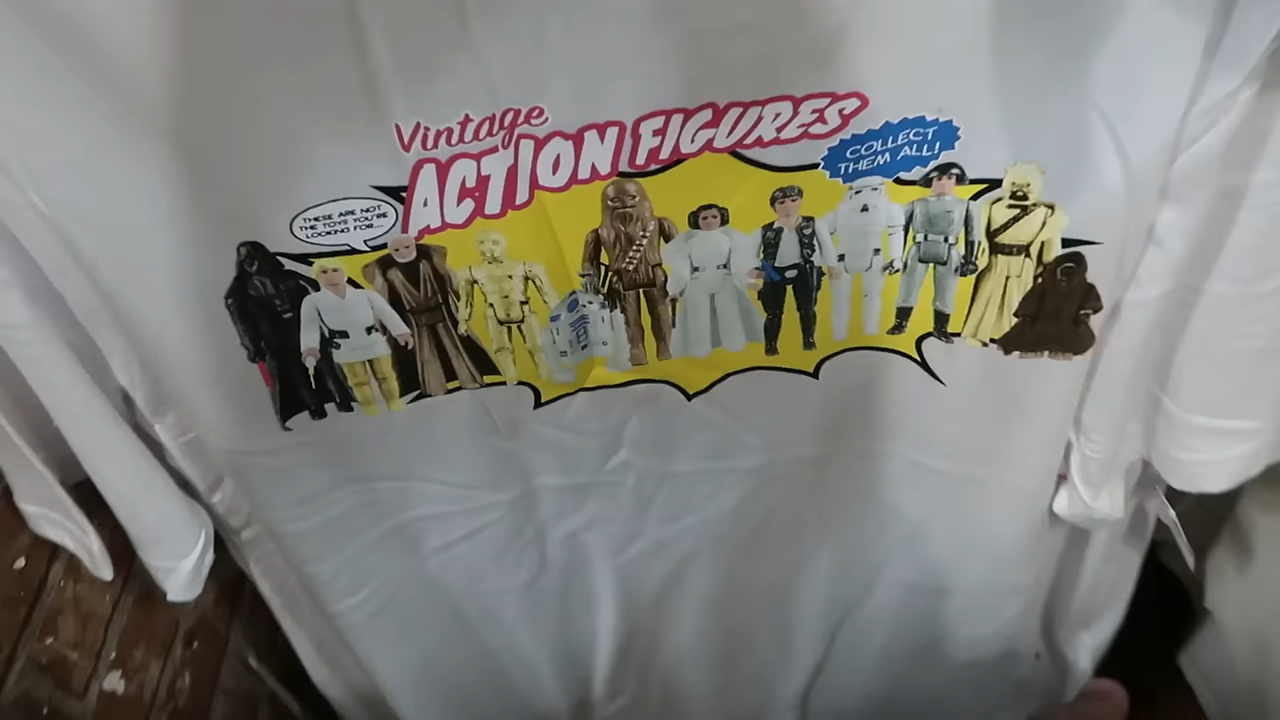 Vintage
ACTION FIGURES
COLLECT
THEM ALL!
THESE ARE NOT
THE TOYS YOU'RE
LOOKING FOR...